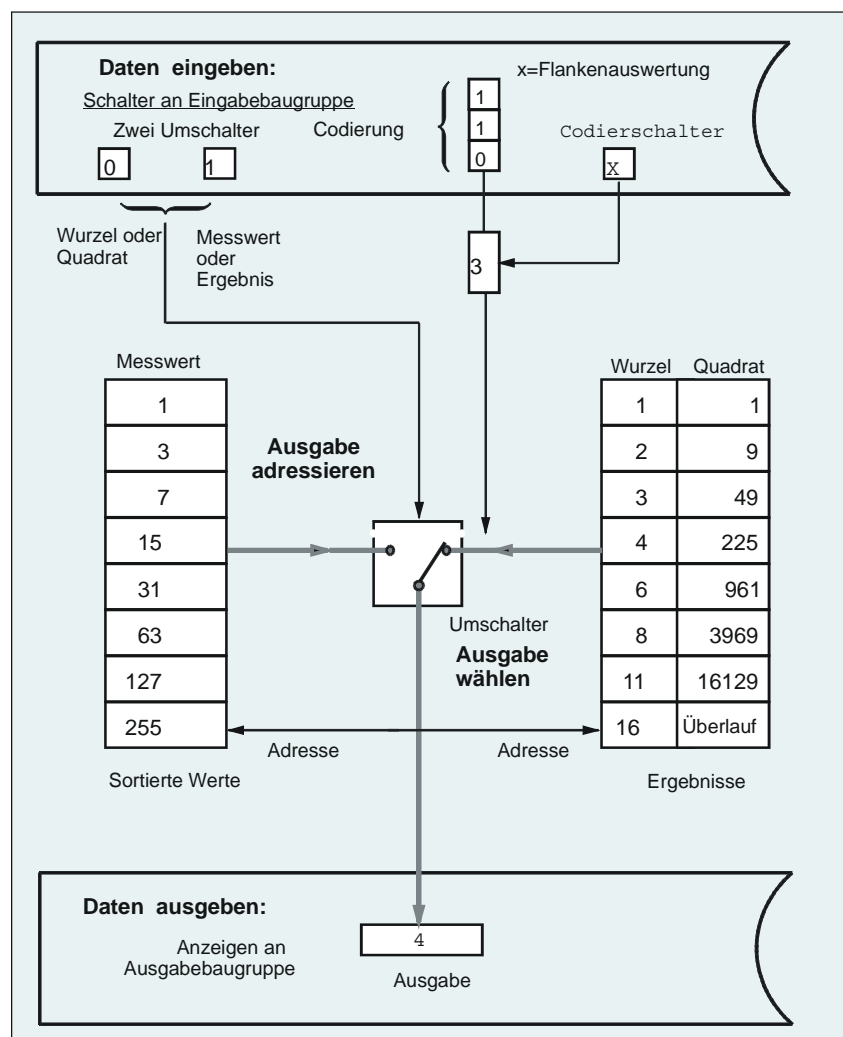 Daten eingeben:
x=Flankenauswertung
Schalter an Eingabebaugruppe
Zwei Umschalter
Codierung
1
1
0
Codierschalter
0
1
X
Wurzel oder
Quadrat
Messwert
oder
Ergebnis
3
Messwert
1
3
7
15
31
63
127
255
Sortierte Werte
Ausgabe
adressieren
Umschalter
Ausgabe
wählen
Adresse
Adresse
Wurzel Quadrat
1 1
2 9
3 49
4 225
6 961
8 3969
11 16129
16 Überlauf
Ergebnisse
Daten ausgeben:
Anzeigen an
Ausgabebaugruppe
4
Ausgabe